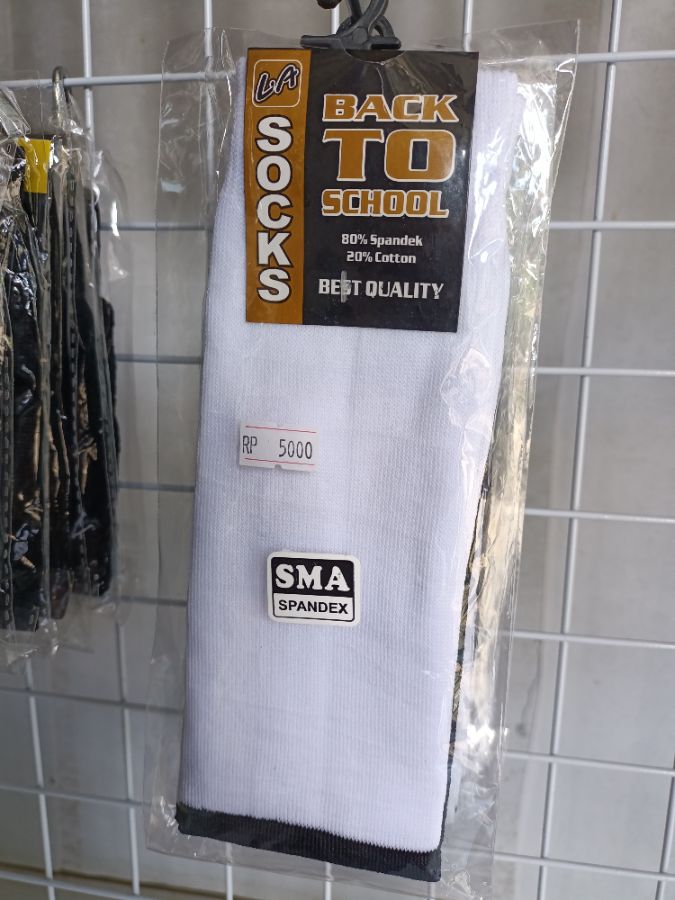 LA
SOCKS
BACK
TO
SCHOOL
80% Spandek
20% Cotton
BEST QUALITY
RP 5000
SMA
SPANDEX